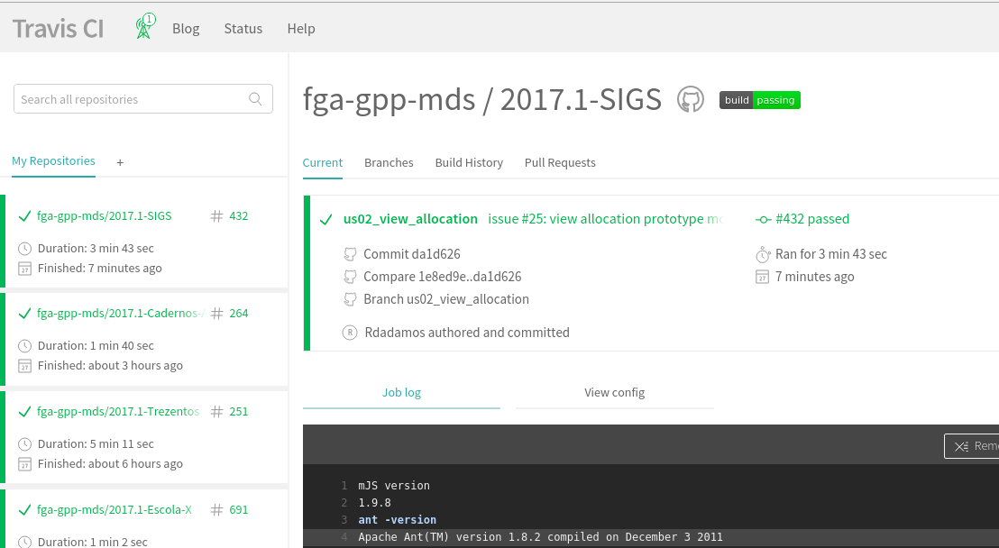 Travis CI
1
Blog Status Help
Search all repositories
My Repositories +
fga-gpp-mds/2017.1-SIGS # 432
Duration: 3 min 43 sec
27 Finished: 7 minutes ago
fga-gpp-mds/2017.1-Cadernos- # 264
Duration: 1 min 40 sec
27 Finished: about 3 hours ago
fga-gpp-mds/2017.1-Trezentos # 251
Duration: 5 min 11 sec
27 Finished: about 6 hours ago
fga-gpp-mds/2017.1-Escola-X # 691
Duration: 1 min 2 sec
fga-gpp-mds / 2017.1-SIGS build passing
Current Branches Build History Pull Requests
us02_view_allocation issue #25: view allocation prototype
Commit da1d626
Compare 1e8ed9e..da1d626
Branch us02_view_allocation
R Rdadamos authored and committed
#432 passed
Ran for 3 min 43 sec
27 7 minutes ago
Job log View config
1 mJS version
2 1.9.8
3 ant -version
4 Apache Ant(TM) version 1.8.2 compiled on December 3 2011